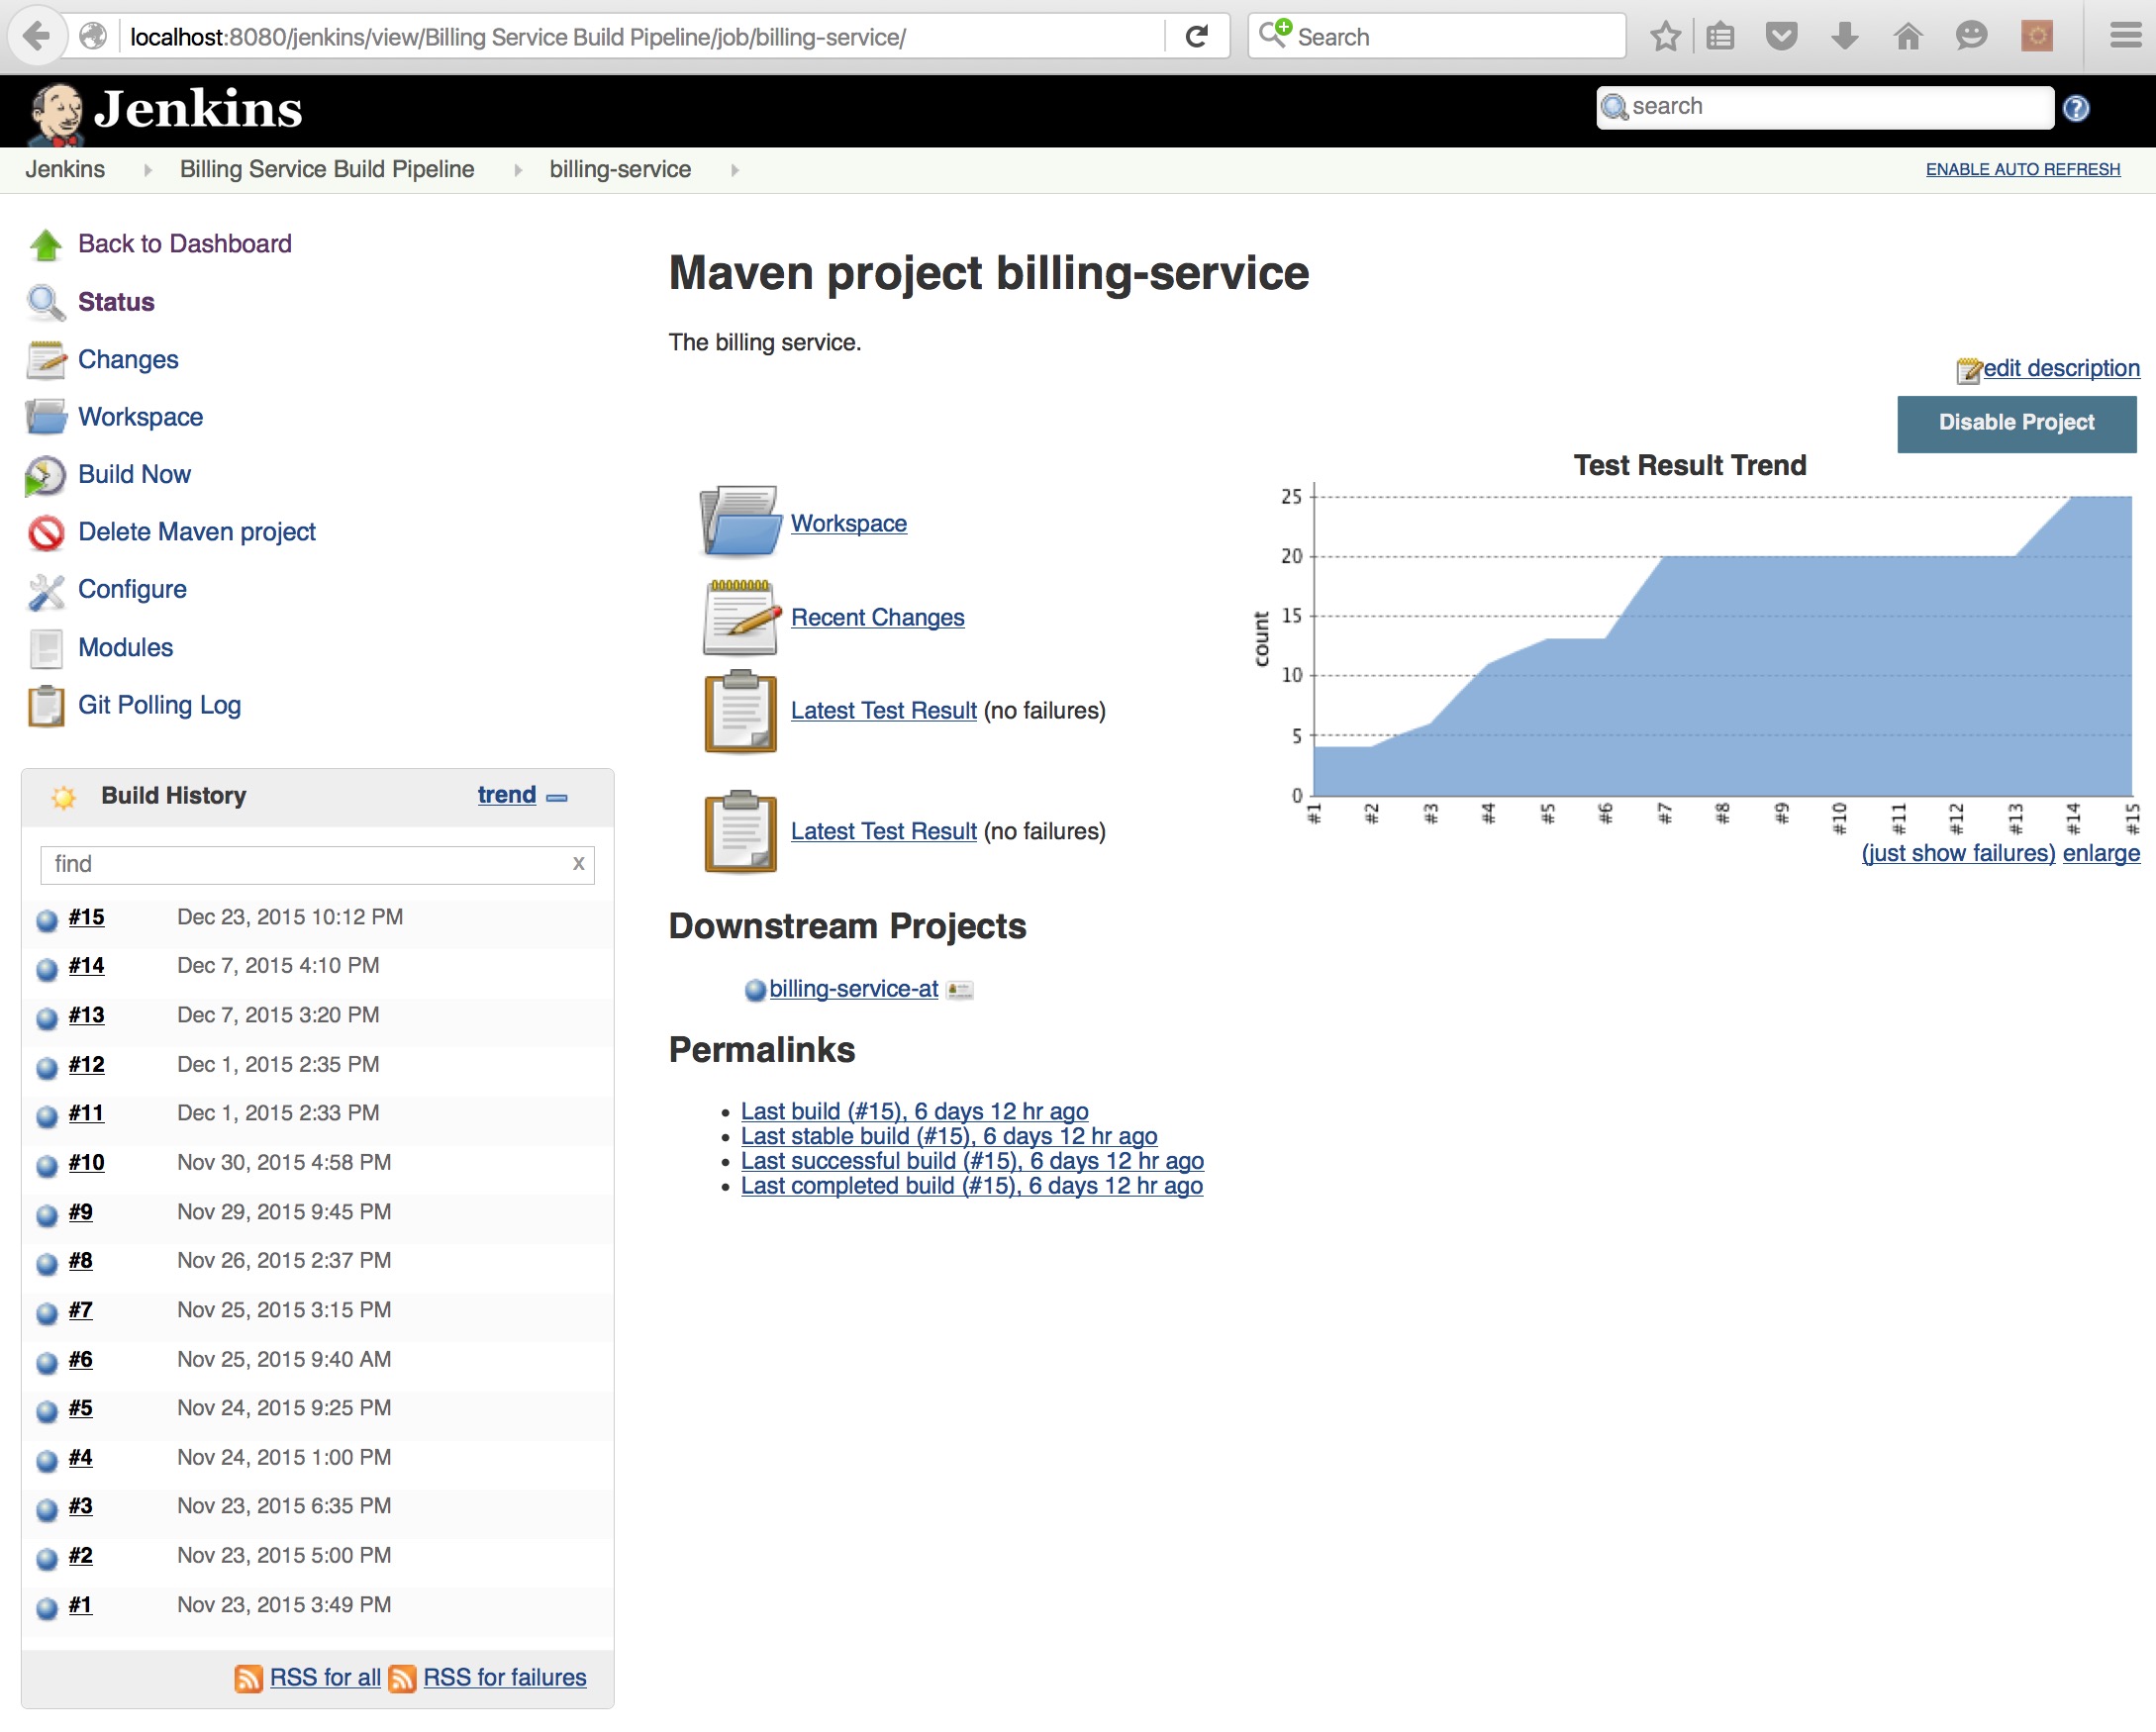 localhost:8080/jenkins/view/Billing Service Build Pipeline/job/billing-service/
Search
Jenkins
search
?
Jenkins
Billing Service Build Pipeline
billing-service
ENABLE AUTO REFRESH
Back to Dashboard
Status
Changes
Workspace
Build Now
Delete Maven project
Configure
Modules
Git Polling Log
Build History
trend
find
x
#15 Dec 23, 2015 10:12 PM
#14 Dec 7, 2015 4:10 PM
#13 Dec 7, 2015 3:20 PM
#12 Dec 1, 2015 2:35 PM
#11 Dec 1, 2015 2:33 PM
#10 Nov 30, 2015 4:58 PM
#9 Nov 29, 2015 9:45 PM
#8 Nov 26, 2015 2:37 PM
#7 Nov 25, 2015 3:15 PM
#6 Nov 25, 2015 9:40 AM
#5 Nov 24, 2015 9:25 PM
#4 Nov 24, 2015 1:00 PM
#3 Nov 23, 2015 6:35 PM
#2 Nov 23, 2015 5:00 PM
#1 Nov 23, 2015 3:49 PM
RSS for all RSS for failures
Maven project billing-service
The billing service.
edit description
Disable Project
Workspace
Recent Changes
Latest Test Result (no failures)
Latest Test Result (no failures)
Test Result Trend
count
25
20
15
10
5
0
#1 #2 #3 #4 #5 #6 #7 #8 #9 #10 #11 #12 #13 #14 #15
(just show failures) enlarge
Downstream Projects
billing-service-at
Permalinks
• Last build (#15), 6 days 12 hr ago
• Last stable build (#15), 6 days 12 hr ago
• Last successful build (#15), 6 days 12 hr ago
• Last completed build (#15), 6 days 12 hr ago